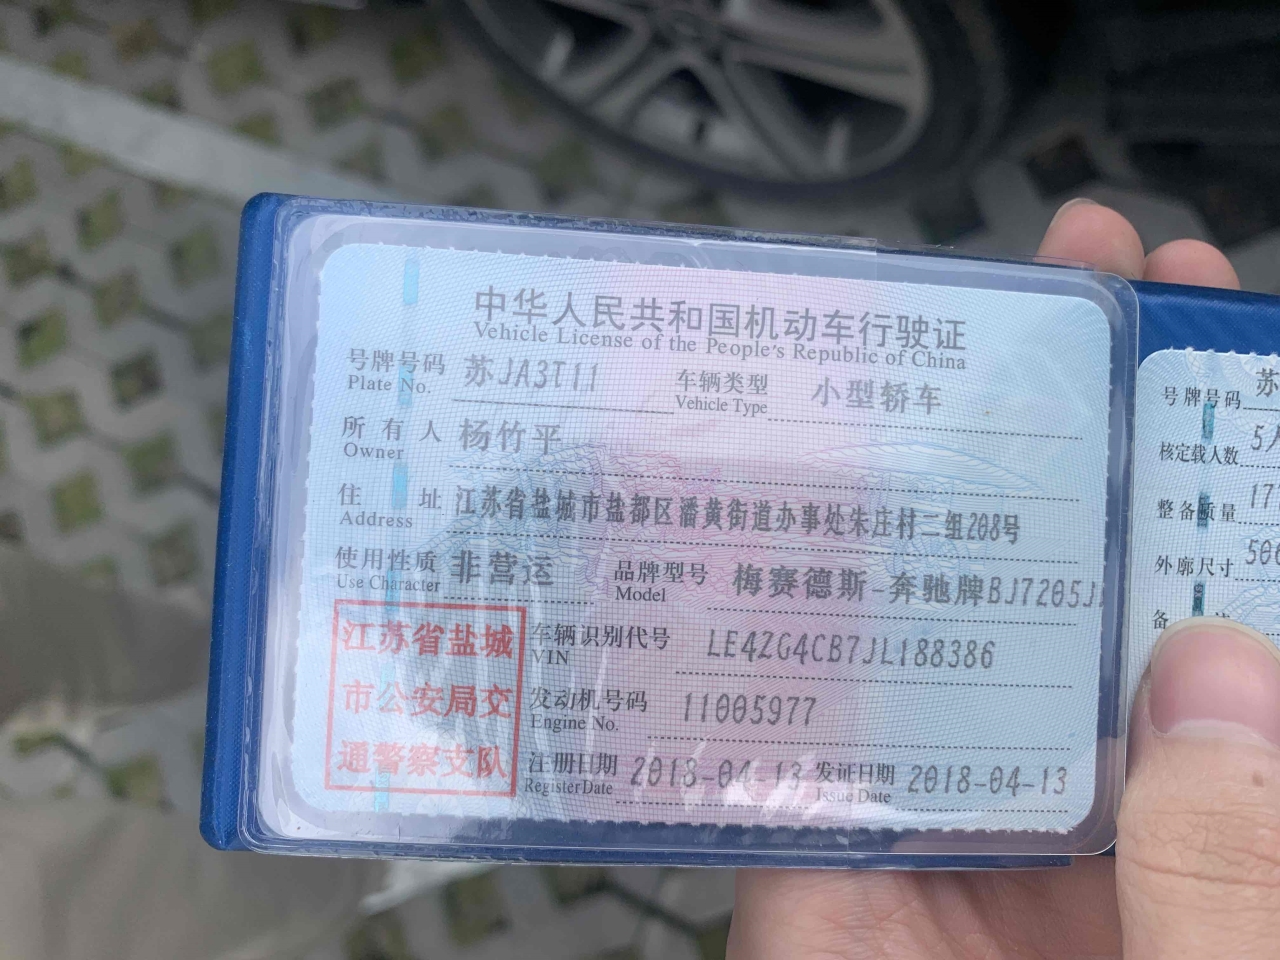 中华人民共和国机动车行驶证
Vehicle License of the People's Republic of China
号牌号码 苏JA3T11 车辆类型 小型轿车
Plate No. Vehicle Type
所有人 杨竹平
Owner
住址 江苏省盐城市盐都区潘黄街道办事处朱庄村二组208号
Address
使用性质 非营运 品牌型号 梅赛德斯-奔驰牌BJ7205J
Use Character Model
江苏省盐城
市公安局交
通警察支队
车辆识别代号 LE4ZG4CB7JL188386
VIN
发动机号码 11005977
Engine No.
注册日期 2018-04-13 发证日期 2018-04-13
Register Date Issue Date
号牌号码 苏
核定载人数 5
整备质量 17
外廓尺寸 50
备